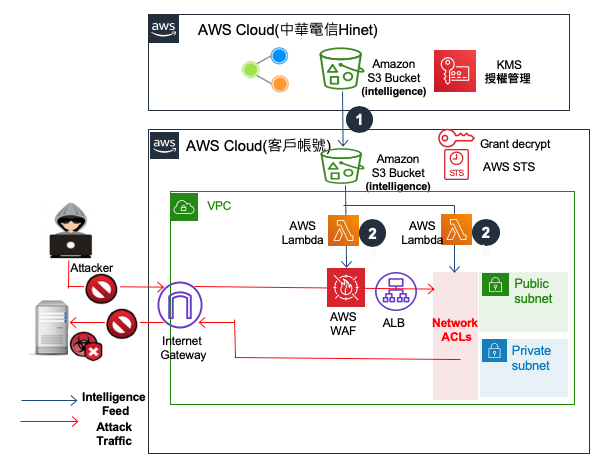 aws
AWS Cloud(中華電信Hinet)
Amazon
S3 Bucket
(intelligence)
KMS
授權管理
1
aws
AWS Cloud(客戶帳號)
Amazon
S3 Bucket
(intelligence)
Grant decrypt
STS
AWS STS
VPC
AWS
Lambda
2
AWS
Lambda
2
Attacker
Internet
Gateway
AWS
WAF
ALB
Network
ACLs
Public
subnet
Private
subnet
Intelligence
Feed
Attack
Traffic